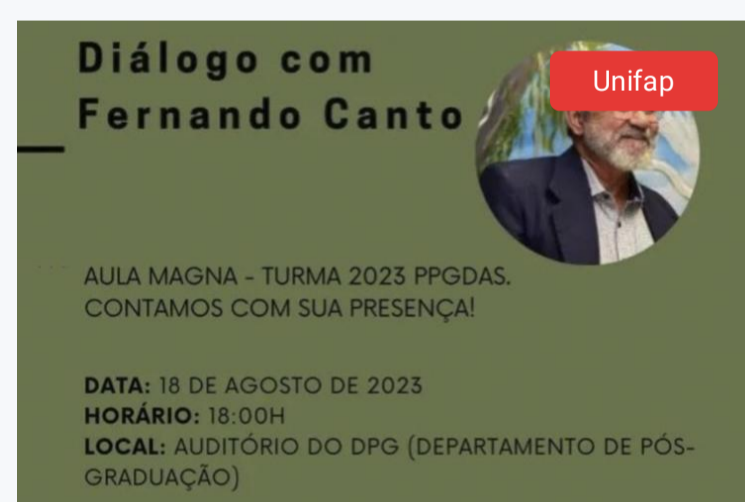 Diálogo com
Fernando Canto
Unifap
AULA MAGNA - TURMA 2023 PPGDAS.
CONTAMOS COM SUA PRESENÇA!
DATA: 18 DE AGOSTO DE 2023
HORÁRIO: 18:00H
LOCAL: AUDITÓRIO DO DPG (DEPARTAMENTO DE PÓS-
GRADUAÇÃO)